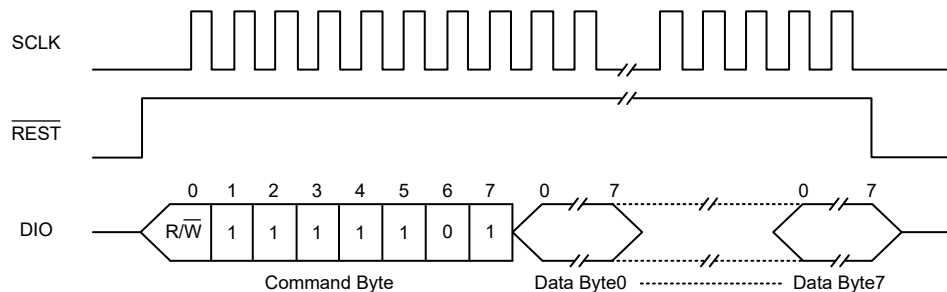 SCLK
REST
0 1 2 3 4 5 6 7 0 7 0 7
DIO R/W 1 1 1 1 1 0 1
Command Byte Data Byte0 Data Byte7